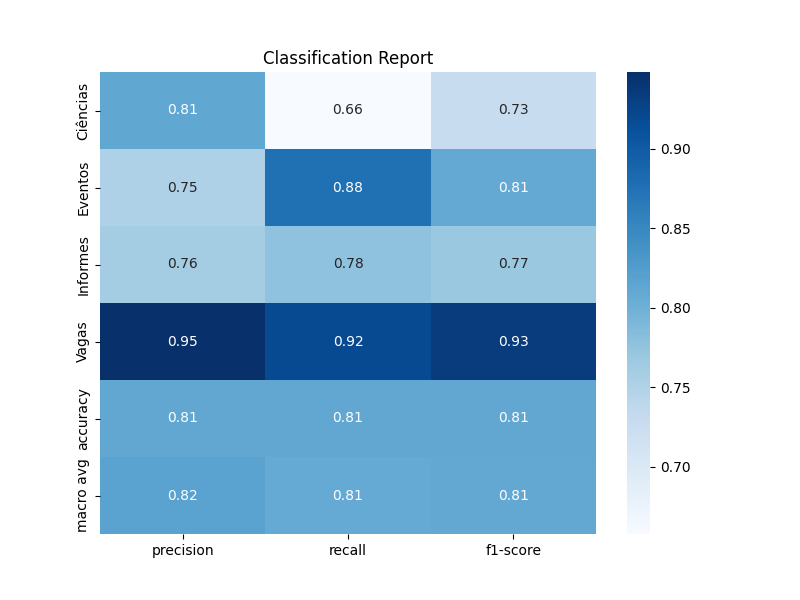 Classification Report
Ciências 0.81 0.66 0.73
Eventos 0.75 0.88 0.81
Informes 0.76 0.78 0.77
Vagas 0.95 0.92 0.93
accuracy 0.81 0.81 0.81
macro avg 0.82 0.81 0.81
precision recall f1-score
0.90
0.85
0.80
0.75
0.70